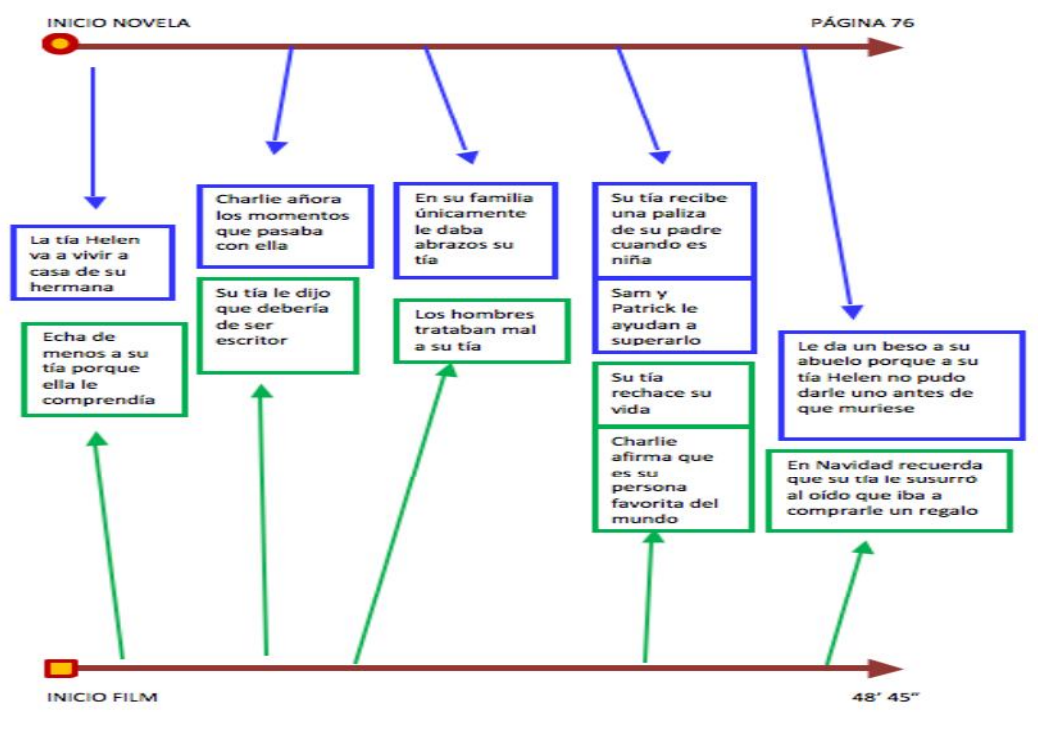 INICIO NOVELA
PÁGINA 76
La tía Helen
va a vivir a
casa de su
hermana
Echa de
menos a su
tía porque
ella le
comprendía
Charlie añora
los momentos
que pasaba
con ella
Su tía le dijo
que debería
de ser
escritor
En su familia
únicamente
le daba
abrazos su
tía
Los hombres
trataban mal
a su tía
Su tía recibe
una paliza
de su padre
cuando es
niña
Sam y
Patrick le
ayudan a
superarlo
Su tía
rechace su
vida
Charlie
afirma que
es su
persona
favorita del
mundo
Le da un beso a su
abuelo porque a su
tía Helen no pudo
darle uno antes de
que muriese
En Navidad recuerda
que su tía le susurró
al oído que iba a
comprarle un regalo
INICIO FILM
48’ 45”